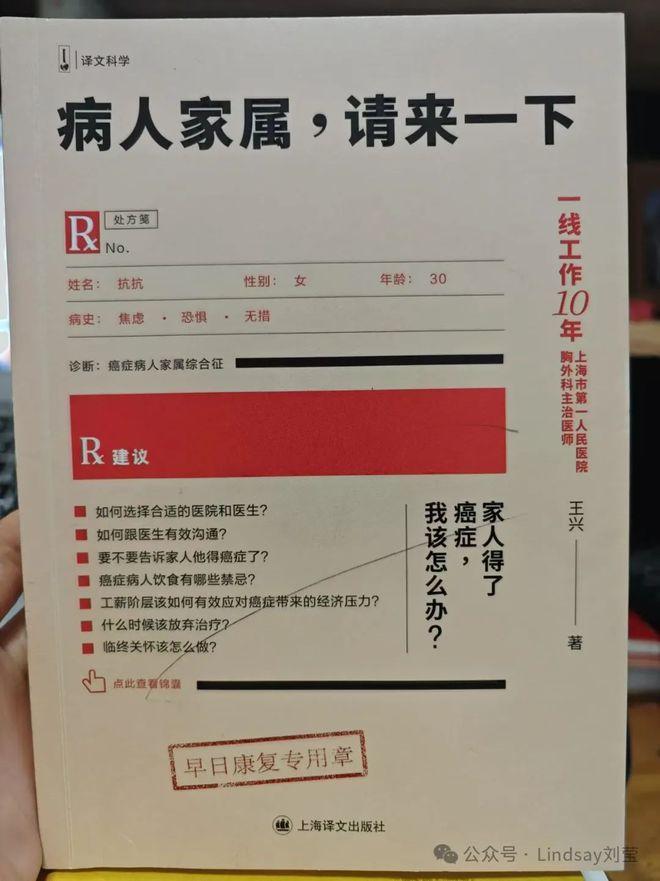 译文科学
病人家属，请来一下
Rx 处方笺
No.
姓名： 抗抗 性别： 女 年龄： 30
病史： 焦虑 · 恐惧 · 无措
诊断：癌症病人家属综合征
一线工作10年
上海市第一人民医院
胸外科主治医师
王兴 著
Rx 建议
如何选择合适的医院和医生？
如何跟医生有效沟通？
要不要告诉家人他得癌症了？
癌症病人饮食有哪些禁忌？
工薪阶层该如何有效应对癌症带来的经济压力？
什么时候该放弃治疗？
临终关怀该怎么做？
家人得了
癌症，
我该怎么办？
点此查看锦囊
早日康复专用章
上海译文出版社
公众号 · Lindsay刘莹